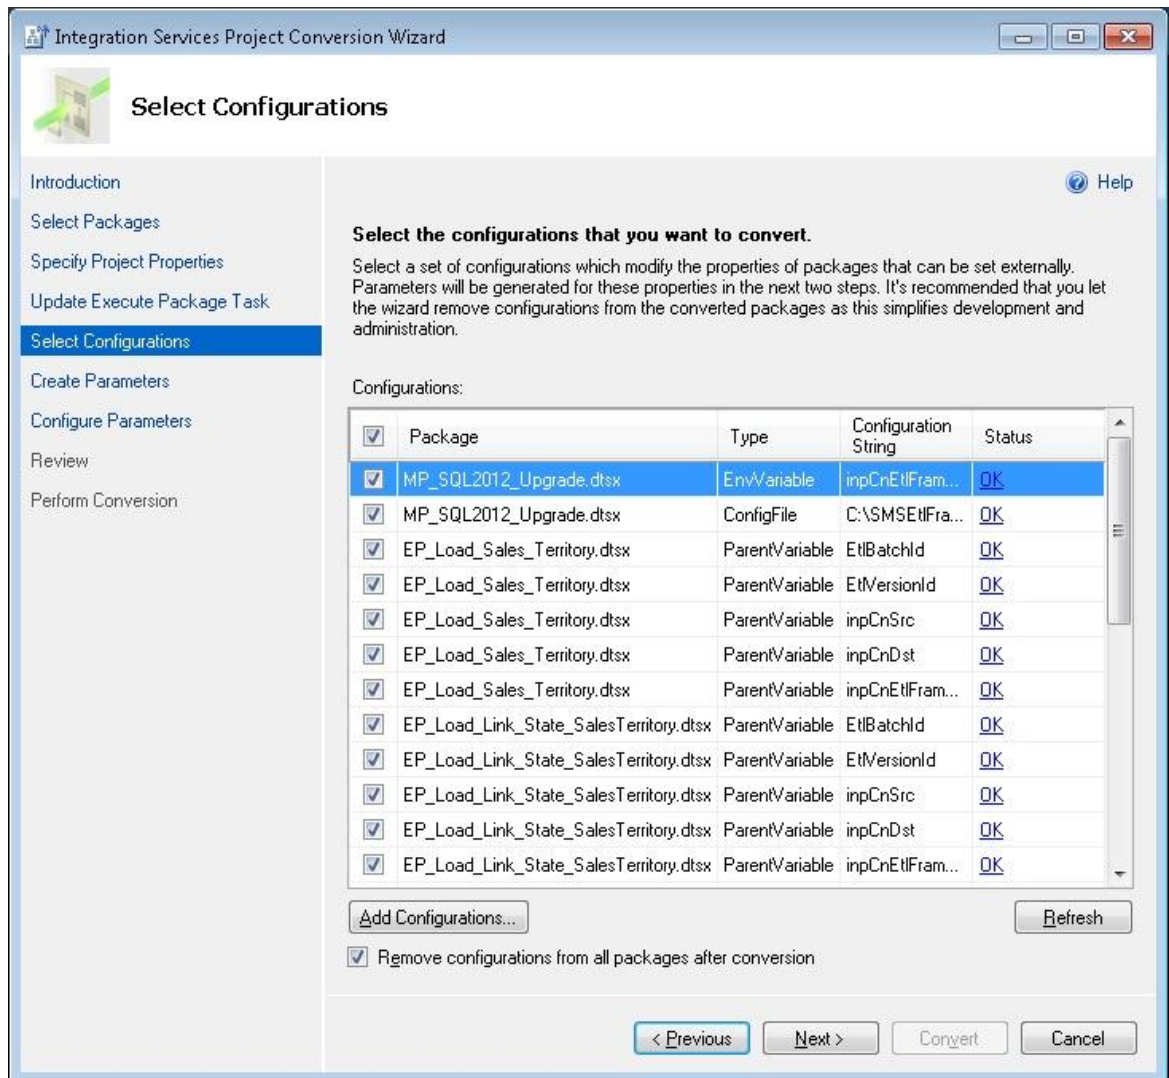 Integration Services Project Conversion Wizard
Select Configurations
Introduction
Select Packages
Specify Project Properties
Update Execute Package Task
Select Configurations
Create Parameters
Configure Parameters
Review
Perform Conversion
Help
Select the configurations that you want to convert.
Select a set of configurations which modify the properties of packages that can be set externally.
Parameters will be generated for these properties in the next two steps. It's recommended that you let
the wizard remove configurations from the converted packages as this simplifies development and
administration.
Configurations:
Package Type Configuration String Status
MP_SQL2012_Upgrade.dtsx EnvVariable inpCnEtlFram... OK
MP_SQL2012_Upgrade.dtsx ConfigFile C:\SMSEtlFra... OK
EP_Load_Sales_Territory.dtsx ParentVariable EtlBatchId OK
EP_Load_Sales_Territory.dtsx ParentVariable EtlVersionId OK
EP_Load_Sales_Territory.dtsx ParentVariable inpCnSrc OK
EP_Load_Sales_Territory.dtsx ParentVariable inpCnDst OK
EP_Load_Sales_Territory.dtsx ParentVariable inpCnEtlFram... OK
EP_Load_Link_State_SalesTerritory.dtsx ParentVariable EtlBatchId OK
EP_Load_Link_State_SalesTerritory.dtsx ParentVariable EtlVersionId OK
EP_Load_Link_State_SalesTerritory.dtsx ParentVariable inpCnSrc OK
EP_Load_Link_State_SalesTerritory.dtsx ParentVariable inpCnDst OK
EP_Load_Link_State_SalesTerritory.dtsx ParentVariable inpCnEtlFram... OK
Add Configurations... Refresh
Remove configurations from all packages after conversion
< Previous Next > Convert Cancel